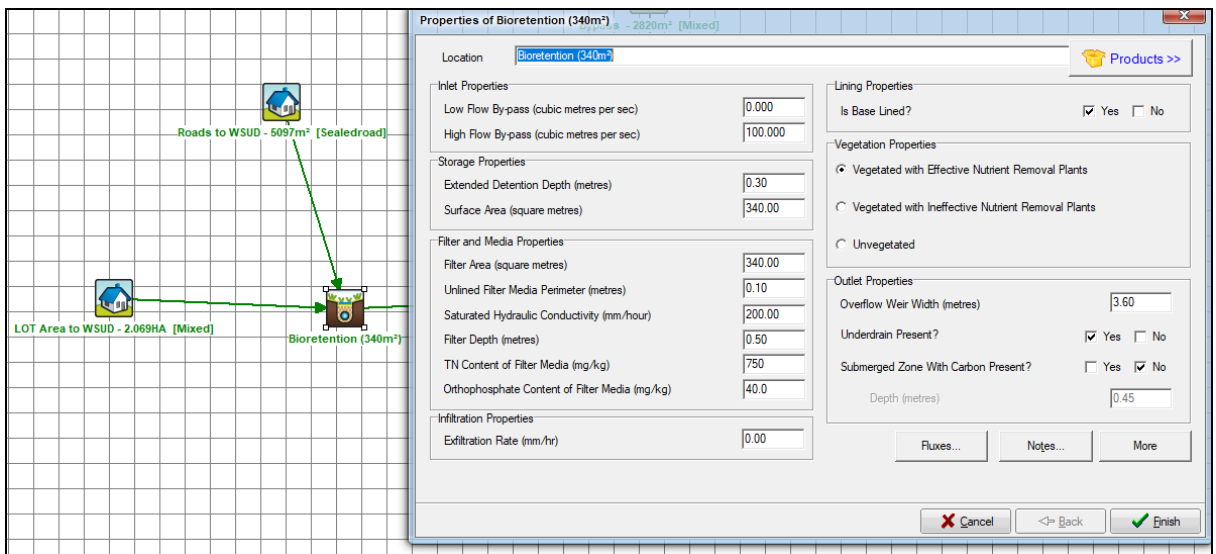 Properties of Bioretention (340m²)
Bypass - 2820m² [Mixed]
Location
Bioretention (340m²)
Products >>
Inlet Properties
Low Flow By-pass (cubic metres per sec)
0.000
High Flow By-pass (cubic metres per sec)
100.000
Storage Properties
Extended Detention Depth (metres)
0.30
Surface Area (square metres)
340.00
Filter and Media Properties
Filter Area (square metres)
340.00
Unlined Filter Media Perimeter (metres)
0.10
Saturated Hydraulic Conductivity (mm/hour)
200.00
Filter Depth (metres)
0.50
TN Content of Filter Media (mg/kg)
750
Orthophosphate Content of Filter Media (mg/kg)
40.0
Infiltration Properties
Exfiltration Rate (mm/hr)
0.00
Lining Properties
Is Base Lined?
Yes No
Vegetation Properties
Vegetated with Effective Nutrient Removal Plants
Vegetated with Ineffective Nutrient Removal Plants
Unvegetated
Outlet Properties
Overflow Weir Width (metres)
3.60
Underdrain Present?
Yes No
Submerged Zone With Carbon Present?
Yes No
Depth (metres)
0.45
Fluxes...
Notes...
More
Cancel
Back
Finish
Roads to WSUD - 5097m² [Sealedroad]
LOT Area to WSUD - 2.069HA [Mixed]
Bioretention (340m²)